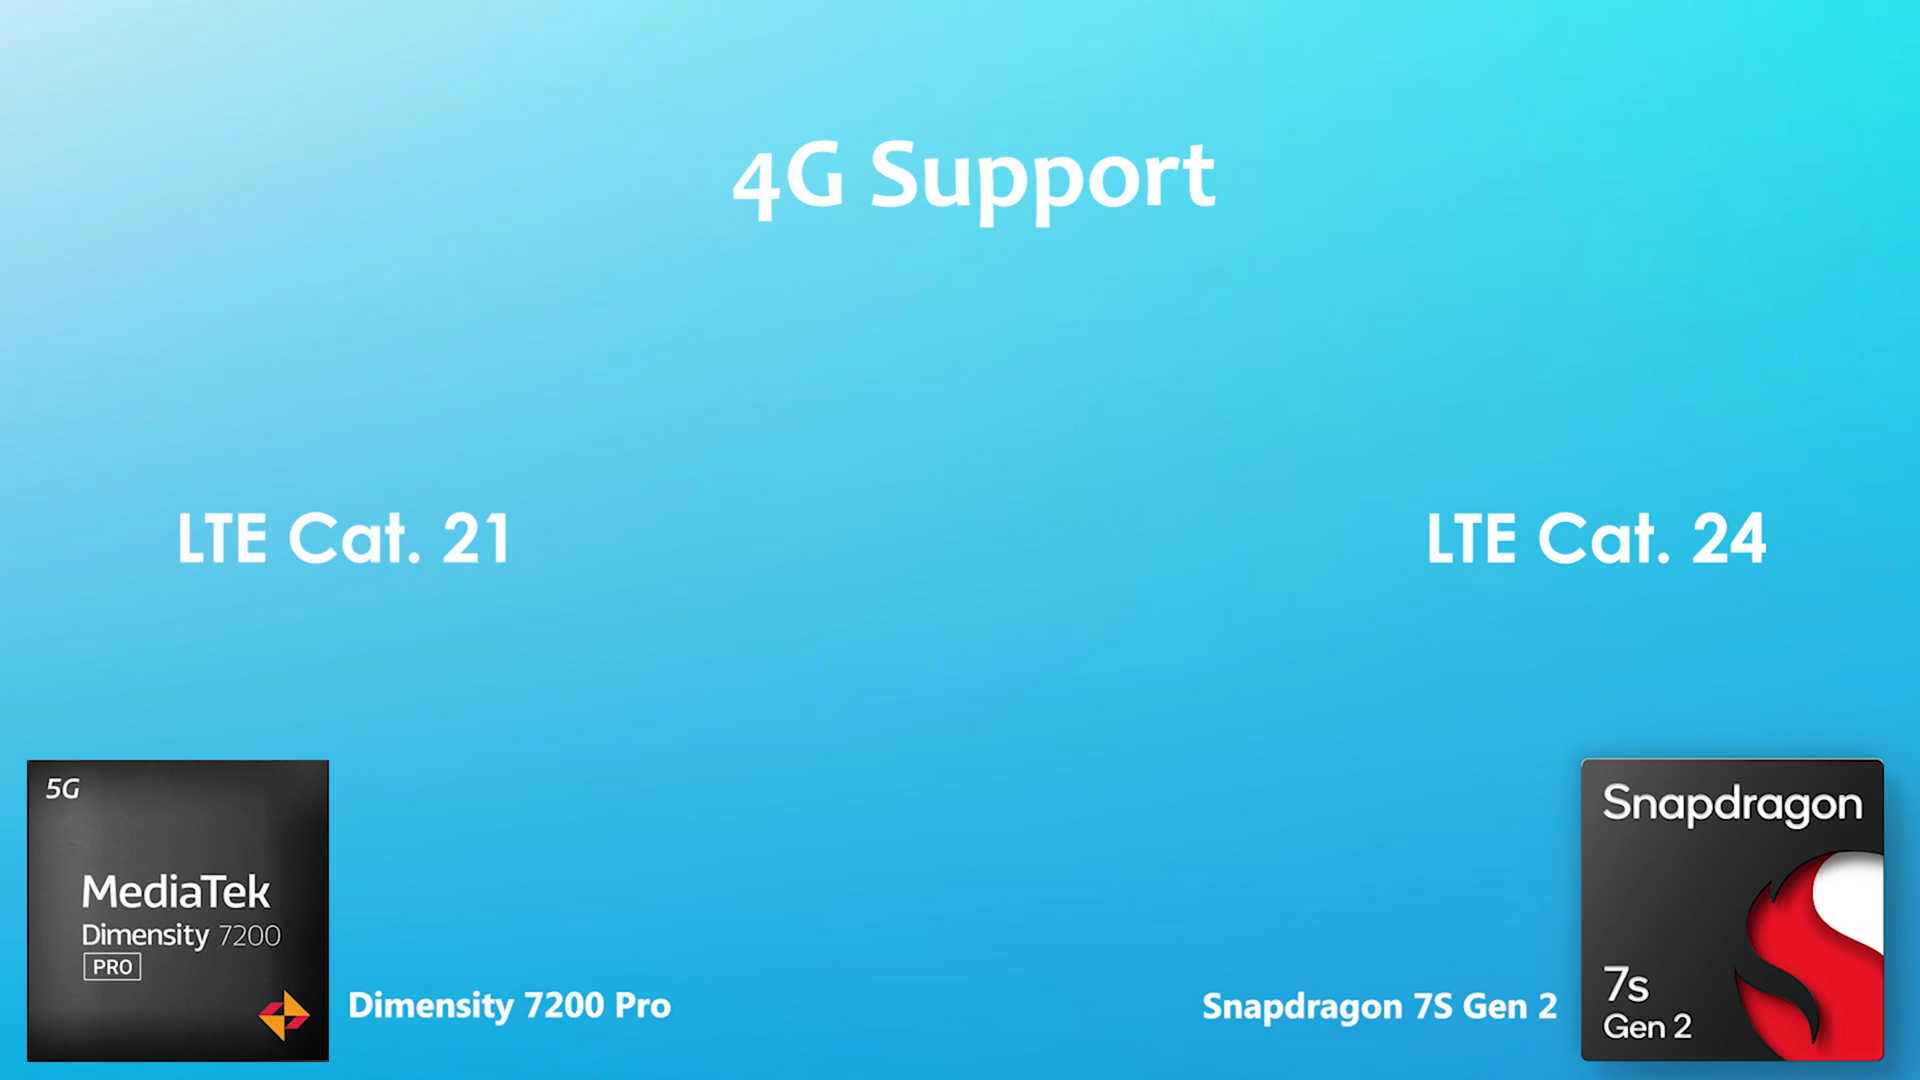 4G Support
LTE Cat. 21
LTE Cat. 24
5G
MediaTek
Dimensity 7200
PRO
Dimensity 7200 Pro
Snapdragon 7S Gen 2
Snapdragon
7s
Gen 2